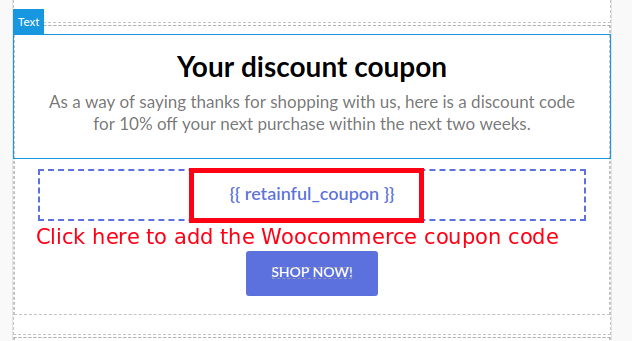 Text
Your discount coupon
As a way of saying thanks for shopping with us, here is a discount code
for 10% off your next purchase within the next two weeks.
{{ retainful_coupon }}
Click here to add the Woocommerce coupon code
SHOP NOW!